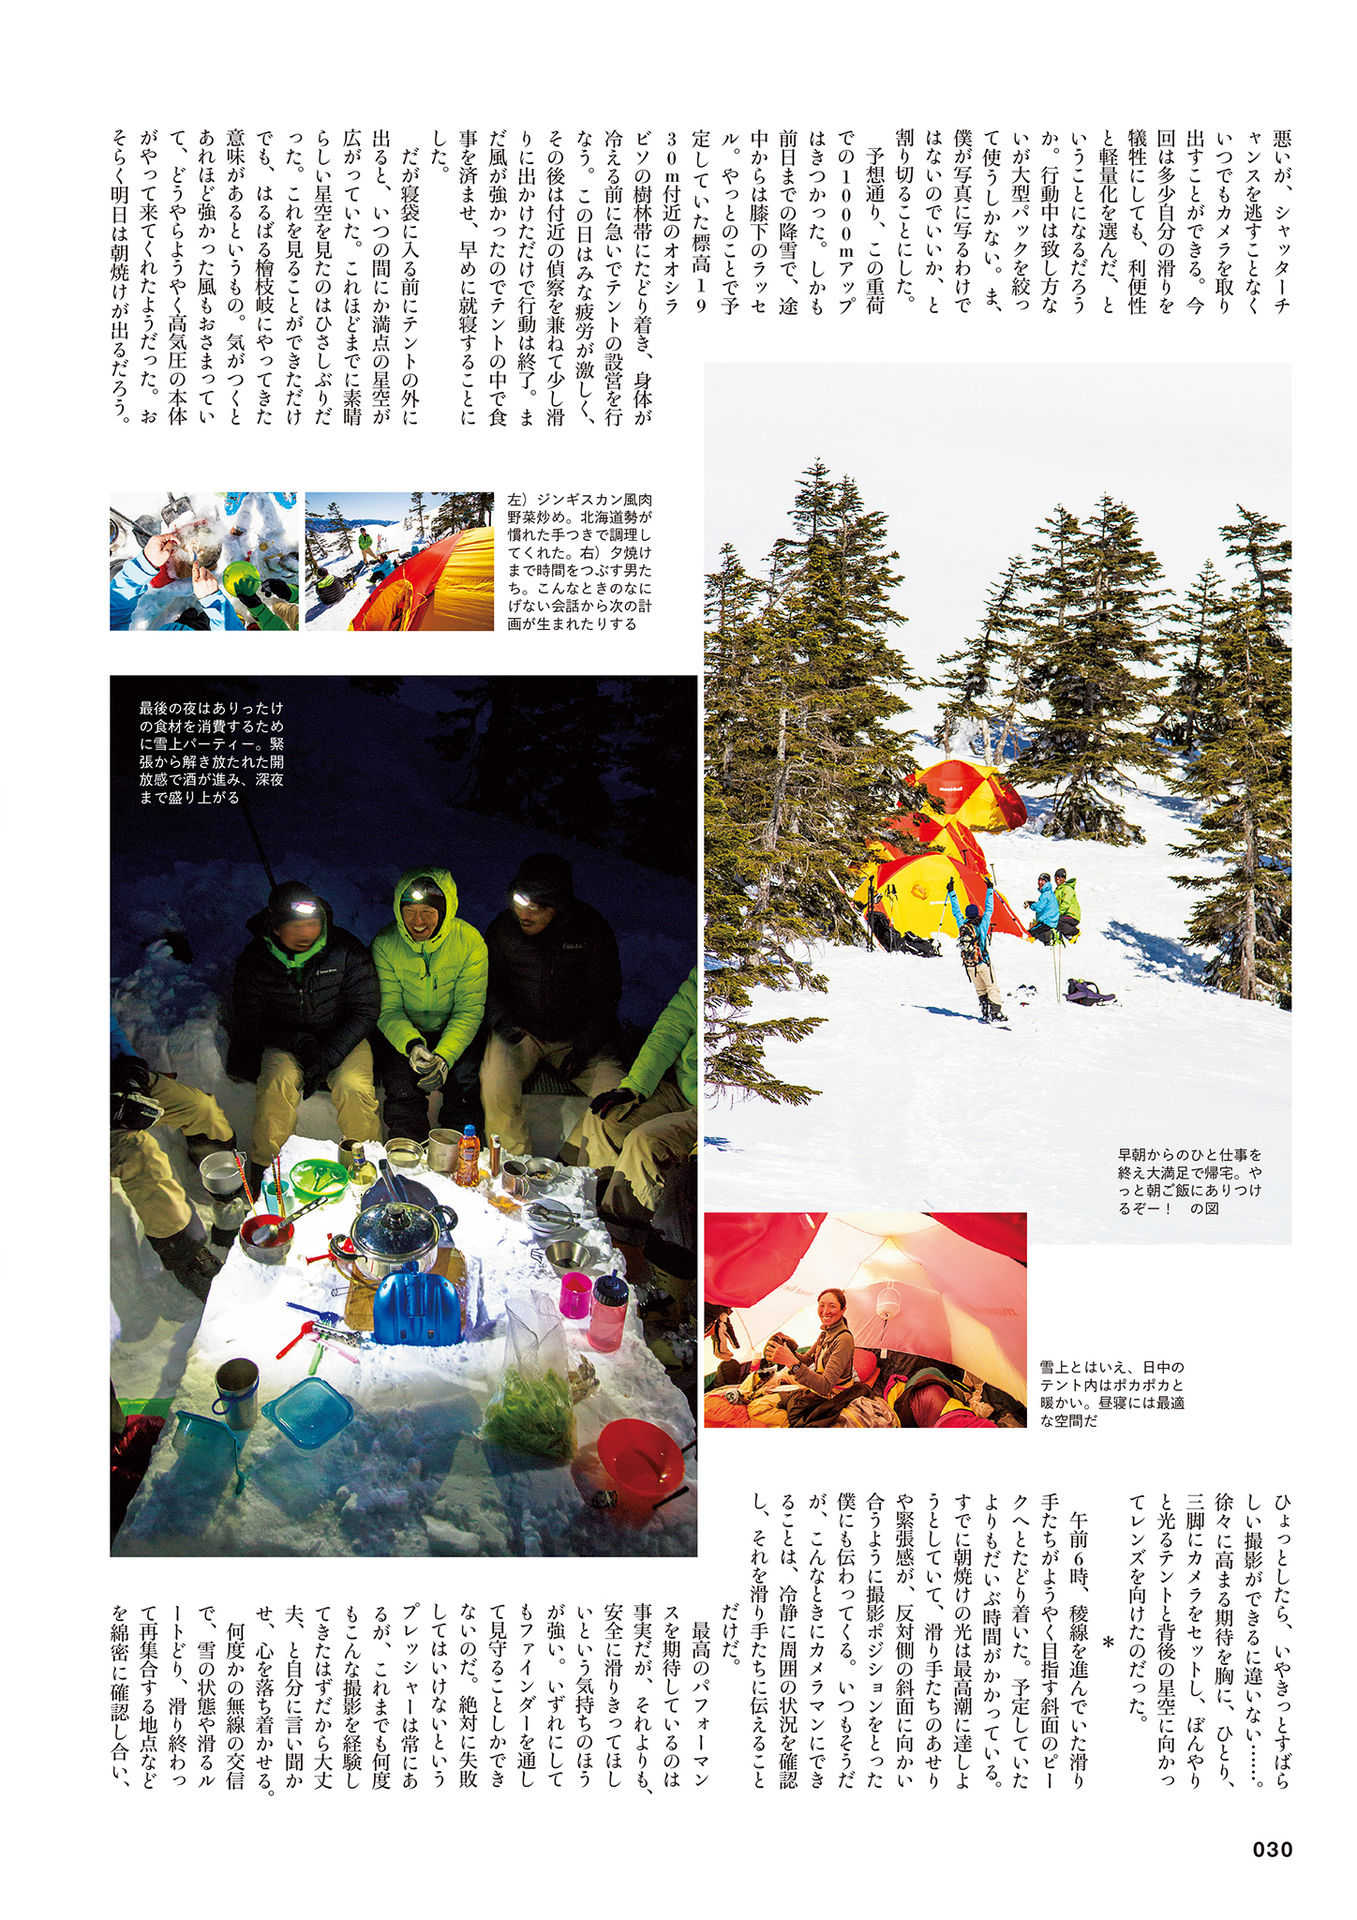 悪いが、シャッターチ
ャンスを逃すことなく
いつでもカメラを取り
出すことができる。今
回は多少自分の滑りを
犠牲にしても、利便性
と軽量化を選んだ、と
いうことになるだろう
か。行動中は致し方な
いが大型パックを絞っ
て使うしかない。ま、
僕が写真に写るわけで
はないのでいいか、と
割り切ることにした。
予想通り、この重荷
での1000mアップ
はきつかった。しかも
前日までの降雪で、途
中からは膝下のラッセ
ル。やっとのことで予
定していた標高19
30m付近のオオシラ
ビソの樹林帯にたどり着き、身体が
冷える前に急いでテントの設営を行
なう。この日はみな疲労が激しく、
その後は付近の偵察を兼ねて少し滑
りに出かけただけで行動は終了。ま
だ風が強かったのでテントの中で食
事を済ませ、早めに就寝することに
した。
だが寝袋に入る前にテントの外に
出ると、いつの間にか満点の星空が
広がっていた。これほどまでに素晴
らしい星空を見たのはひさしぶりだ
った。これを見ることができただけ
でも、はるばる檜枝岐にやってきた
意味があるというもの。気がつくと
あれほど強かった風もおさまってい
て、どうやらようやく高気圧の本体
がやって来てくれたようだった。お
そらく明日は朝焼けが出るだろう。
左）ジンギスカン風肉
野菜炒め。北海道勢が
慣れた手つきで調理し
てくれた。右）夕焼け
まで時間をつぶす男た
ち。こんなときのなに
げない会話から次の計
画が生まれたりする
最後の夜はありったけ
の食材を消費するため
に雪上パーティー。緊
張から解き放たれた開
放感で酒が進み、深夜
まで盛り上がる
mont-bell
早朝からのひと仕事を
終え大満足で帰宅。や
っと朝ご飯にありつけ
るぞー！　の図
雪上とはいえ、日中の
テント内はポカポカと
暖かい。昼寝には最適
な空間だ
ひょっとしたら、いやきっとすばら
しい撮影ができるに違いない……。
徐々に高まる期待を胸に、ひとり、
三脚にカメラをセットし、ぼんやり
と光るテントと背後の星空に向かっ
てレンズを向けたのだった。
*
午前6時、稜線を進んでいた滑り
手たちがようやく目指す斜面のピー
クへとたどり着いた。予定していた
よりもだいぶ時間がかかっている。
すでに朝焼けの光は最高潮に達しよ
うとしていて、滑り手たちのあせり
や緊張感が、反対側の斜面に向かい
合うように撮影ポジションをとった
僕にも伝わってくる。いつもそうだ
が、こんなときにカメラマンにでき
ることは、冷静に周囲の状況を確認
し、それを滑り手たちに伝えること
だけだ。
最高のパフォーマン
スを期待しているのは
事実だが、それよりも、
安全に滑りきってほし
いという気持ちのほう
が強い。いずれにして
もファインダーを通し
て見守ることしかでき
ないのだ。絶対に失敗
してはいけないという
プレッシャーは常にあ
るが、これまでも何度
もこんな撮影を経験し
てきたはずだから大丈
夫、と自分に言い聞か
せ、心を落ち着かせる。
何度かの無線の交信
で、雪の状態や滑るル
ートどり、滑り終わっ
て再集合する地点など
を綿密に確認し合い、
030